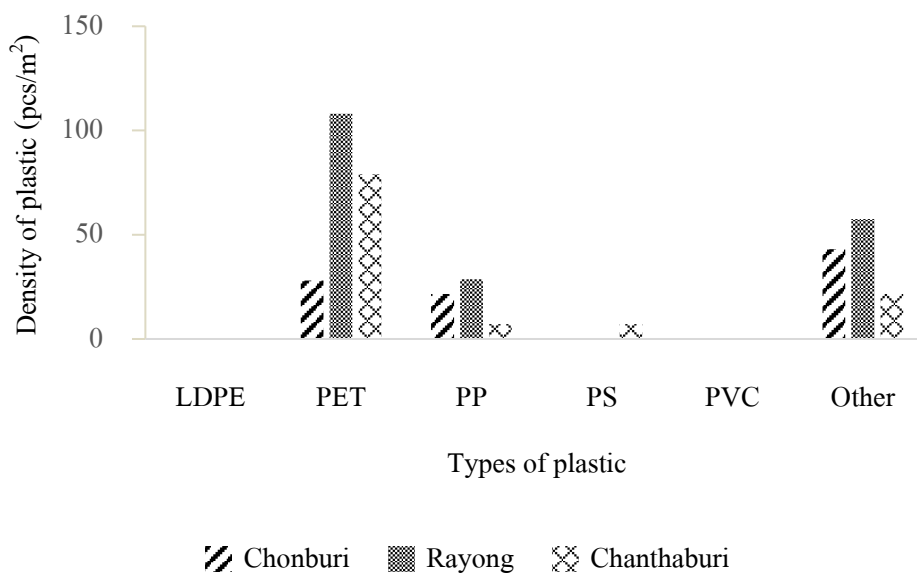 150
100
50
0
Density of plastic (pcs/m²)
LDPE PET PP PS PVC Other
Types of plastic
Chonburi Rayong Chanthaburi